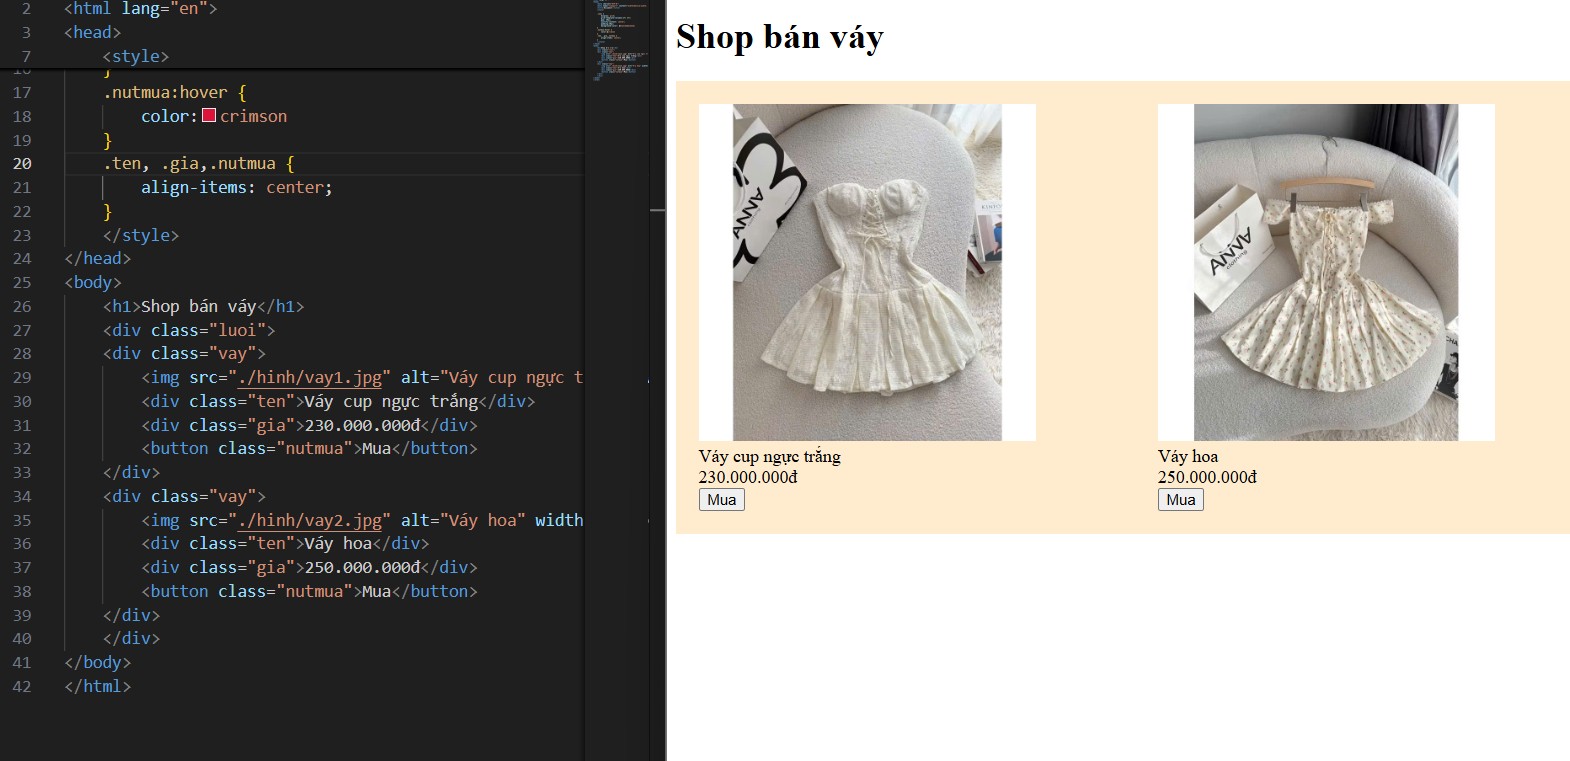 2 <html lang="en">
3 <head>
7 <style>
16 }
17 .nutmua:hover {
18 color: crimson
19 }
20 .ten, .gia,.nutmua {
21 align-items: center;
22 }
23 </style>
24 </head>
25 <body>
26 <h1>Shop bán váy</h1>
27 <div class="luoi">
28 <div class="vay">
29 <img src="./hinh/vay1.jpg" alt="Váy cup ngực t
30 <div class="ten">Váy cup ngực trắng</div>
31 <div class="gia">230.000.000đ</div>
32 <button class="nutmua">Mua</button>
33 </div>
34 <div class="vay">
35 <img src="./hinh/vay2.jpg" alt="Váy hoa" width
36 <div class="ten">Váy hoa</div>
37 <div class="gia">250.000.000đ</div>
38 <button class="nutmua">Mua</button>
39 </div>
40 </div>
41 </body>
42 </html>
Shop bán váy
ANNA
ANNA
clothing
Váy cup ngực trắng
230.000.000đ
Mua
Váy hoa
250.000.000đ
Mua